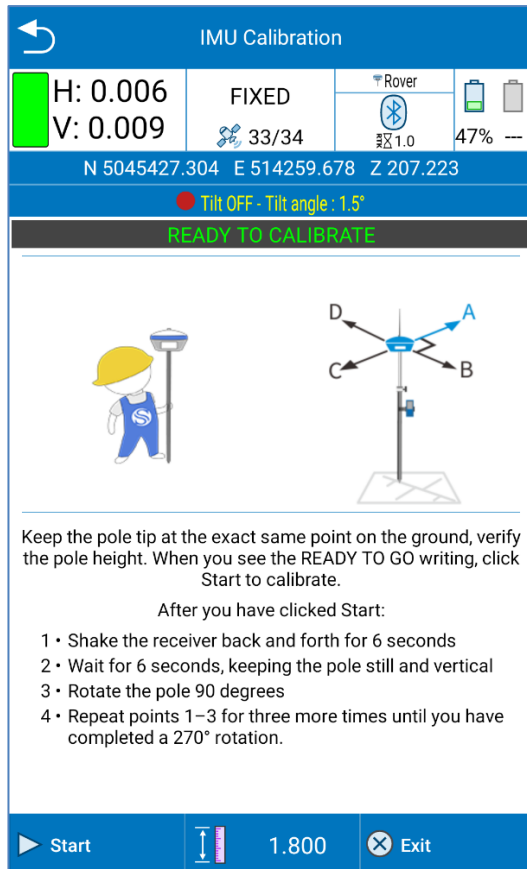 IMU Calibration
H: 0.006
V: 0.009
FIXED
33/34
Rover
RTK 1.0
47%
---
N 5045427.304 E 514259.678 Z 207.223
Tilt OFF - Tilt angle : 1.5°
READY TO CALIBRATE
D
A
C
B
S
Keep the pole tip at the exact same point on the ground, verify
the pole height. When you see the READY TO GO writing, click
Start to calibrate.
After you have clicked Start:
1 • Shake the receiver back and forth for 6 seconds
2 • Wait for 6 seconds, keeping the pole still and vertical
3 • Rotate the pole 90 degrees
4 • Repeat points 1–3 for three more times until you have
completed a 270° rotation.
Start
1.800
Exit